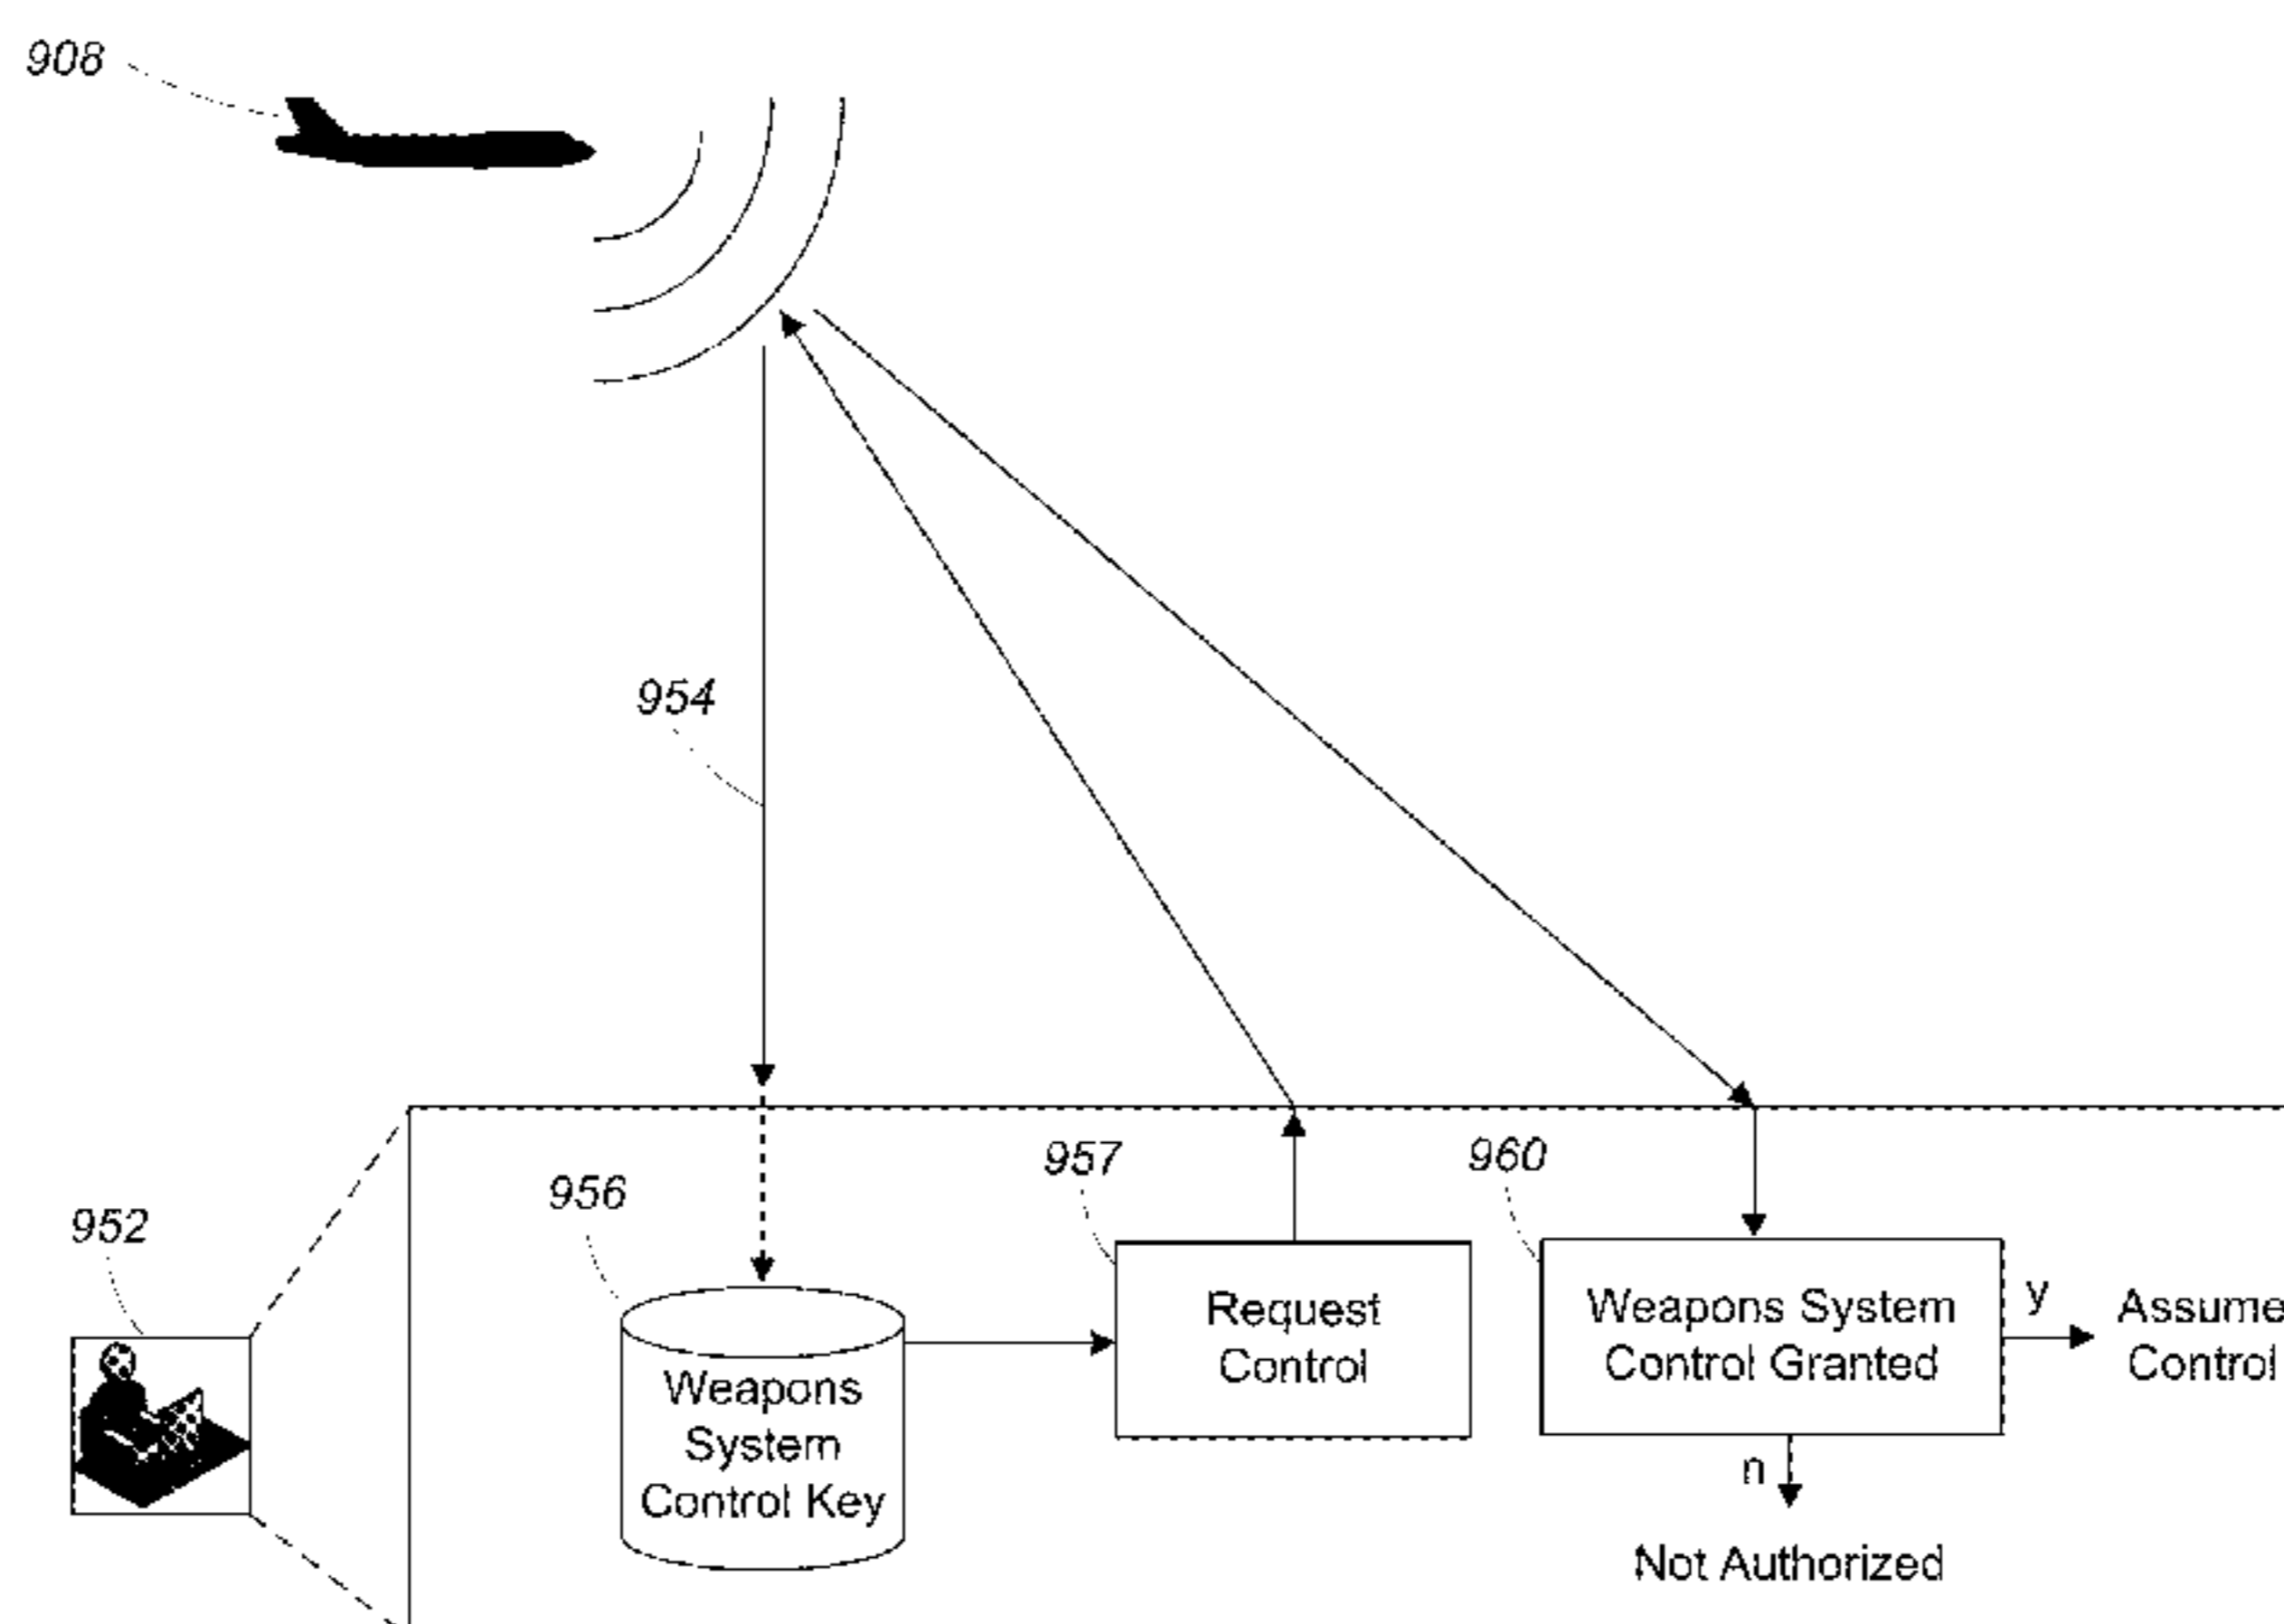 908
954
957
960
956
952
Request
Control
Weapons System
Control Granted
y
Assume
Control
Weapons
System
Control Key
n
Not Authorized